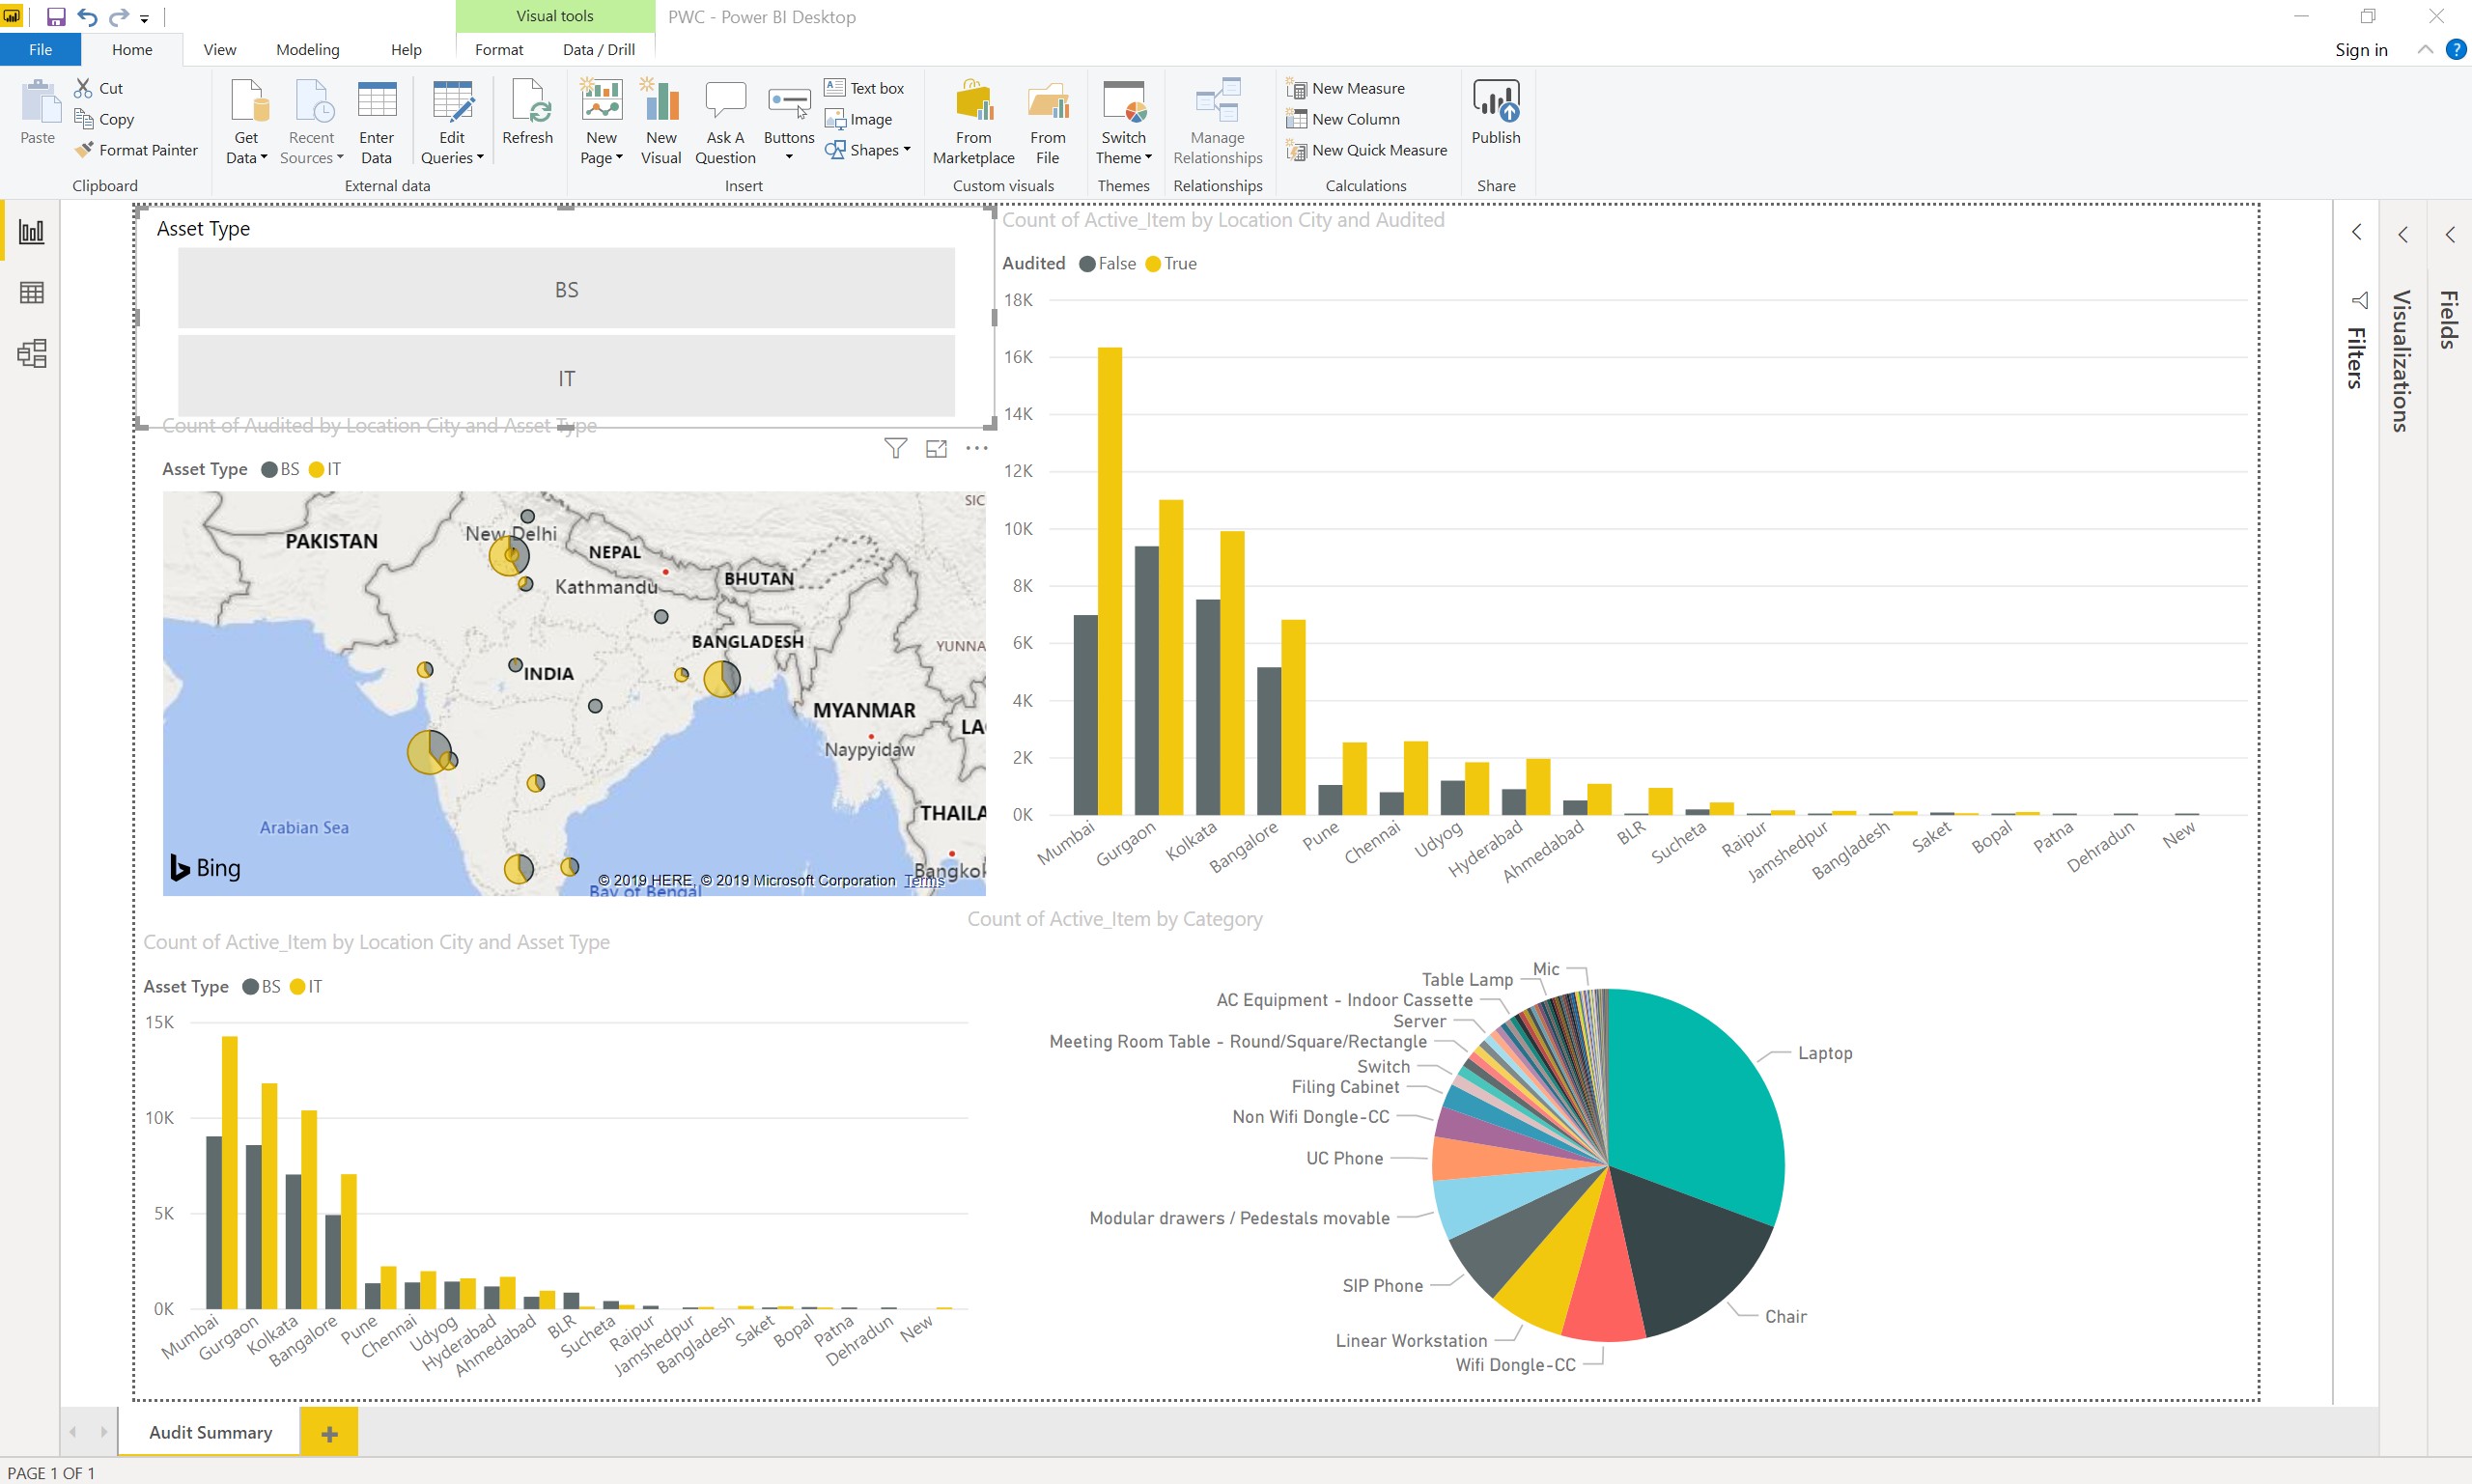 Visual tools
PWC - Power BI Desktop
File
Home
View
Modeling
Help
Format
Data / Drill
Sign in
?
Paste
Cut
Copy
Format Painter
Clipboard
Get Data
Recent Sources
Enter Data
Edit Queries
Refresh
External data
New Page
New Visual
Ask A Question
Buttons
Text box
Image
Shapes
Insert
From Marketplace
From File
Custom visuals
Switch Theme
Themes
Manage Relationships
Relationships
New Measure
New Column
New Quick Measure
Calculations
Publish
Share
Asset Type
BS
IT
Count of Audited by Location City and Asset Type
Asset Type BS IT
SIC
PAKISTAN
New Delhi
NEPAL
BHUTAN
Kathmandu
BANGLADESH
YUNNA
INDIA
MYANMAR
LA
Naypyidaw
THAILA
Arabian Sea
Bangkok
Bay of Bengal
Bing
© 2019 HERE, © 2019 Microsoft Corporation Terms
Count of Active_Item by Location City and Audited
Audited False True
18K
16K
14K
12K
10K
8K
6K
4K
2K
0K
Mumbai
Gurgaon
Kolkata
Bangalore
Pune
Chennai
Udyog
Hyderabad
Ahmedabad
BLR
Sucheta
Raipur
Jamshedpur
Bangladesh
Saket
Bopal
Patna
Dehradun
New
Count of Active_Item by Location City and Asset Type
Asset Type BS IT
15K
10K
5K
0K
Mumbai
Gurgaon
Kolkata
Bangalore
Pune
Chennai
Udyog
Hyderabad
Ahmedabad
BLR
Sucheta
Raipur
Jamshedpur
Bangladesh
Saket
Bopal
Patna
Dehradun
New
Count of Active_Item by Category
Mic
Table Lamp
AC Equipment - Indoor Cassette
Server
Meeting Room Table - Round/Square/Rectangle
Switch
Filing Cabinet
Non Wifi Dongle-CC
UC Phone
Modular drawers / Pedestals movable
SIP Phone
Linear Workstation
Wifi Dongle-CC
Chair
Laptop
Filters
Visualizations
Fields
Audit Summary
PAGE 1 OF 1